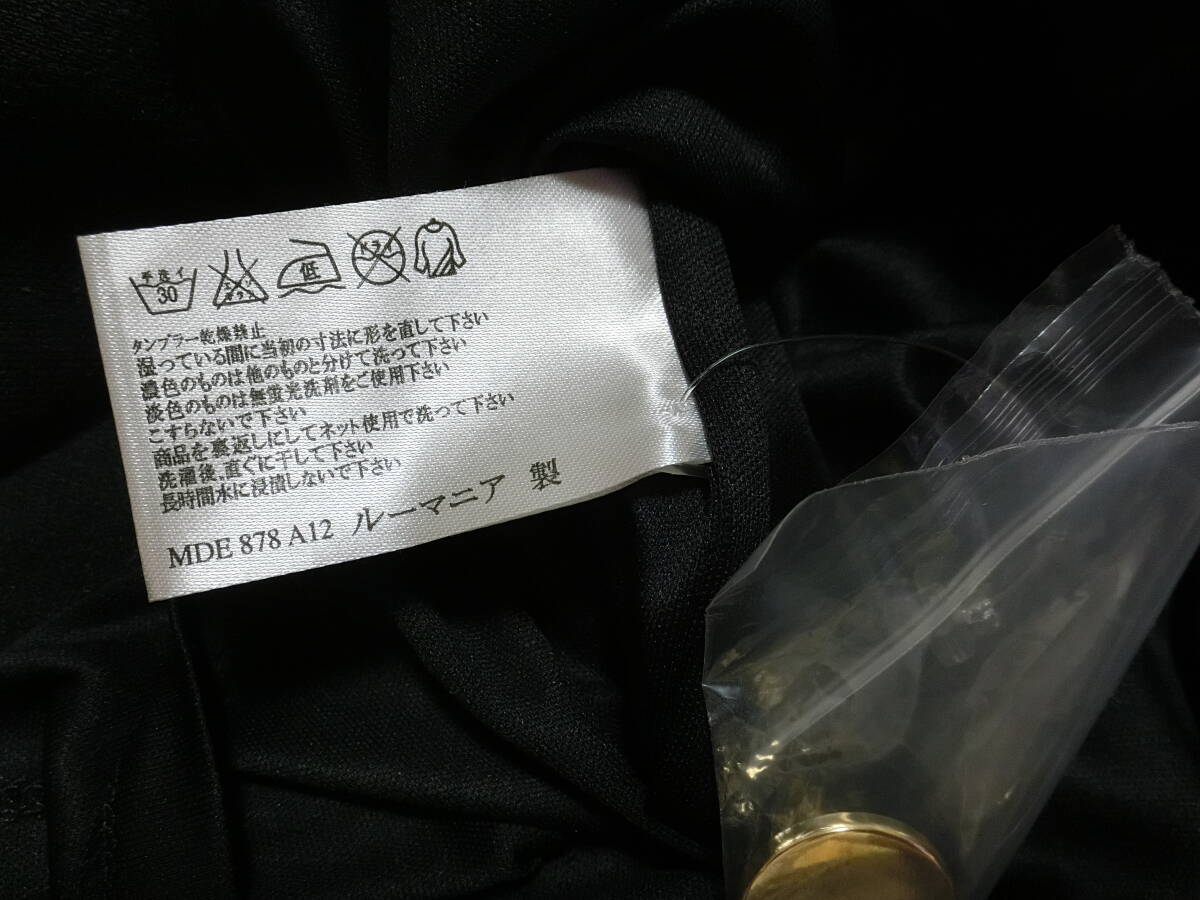 手洗イ
30
低
ドライ
タンブラー乾燥禁止
湿っている間に当初の寸法に形を直して下さい
濃色のものは他のものと分けて洗って下さい
淡色のものは無蛍光洗剤をご使用下さい
こすらないで下さい
商品を裏返しにしてネット使用で洗って下さい
洗濯後,直ぐに干して下さい
長時間水に浸漬しないで下さい
MDE 878 A12 ルーマニア 製